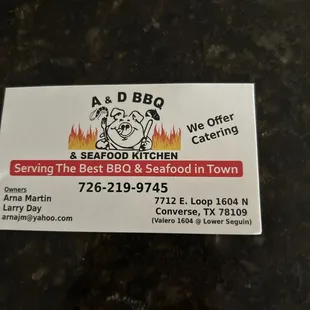 A & D BBQ
We Offer
Catering
& SEAFOOD KITCHEN
Serving The Best BBQ & Seafood in Town
726-219-9745
Owners
Arna Martin
Larry Day
arnajm@yahoo.com
7712 E. Loop 1604 N
Converse, TX 78109
(Valero 1604 @ Lower Seguin)